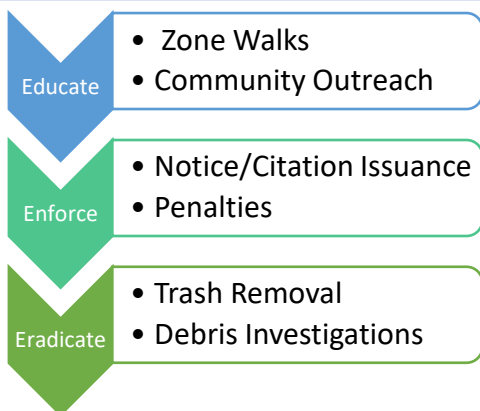 Educate
• Zone Walks
• Community Outreach
Enforce
• Notice/Citation Issuance
• Penalties
Eradicate
• Trash Removal
• Debris Investigations